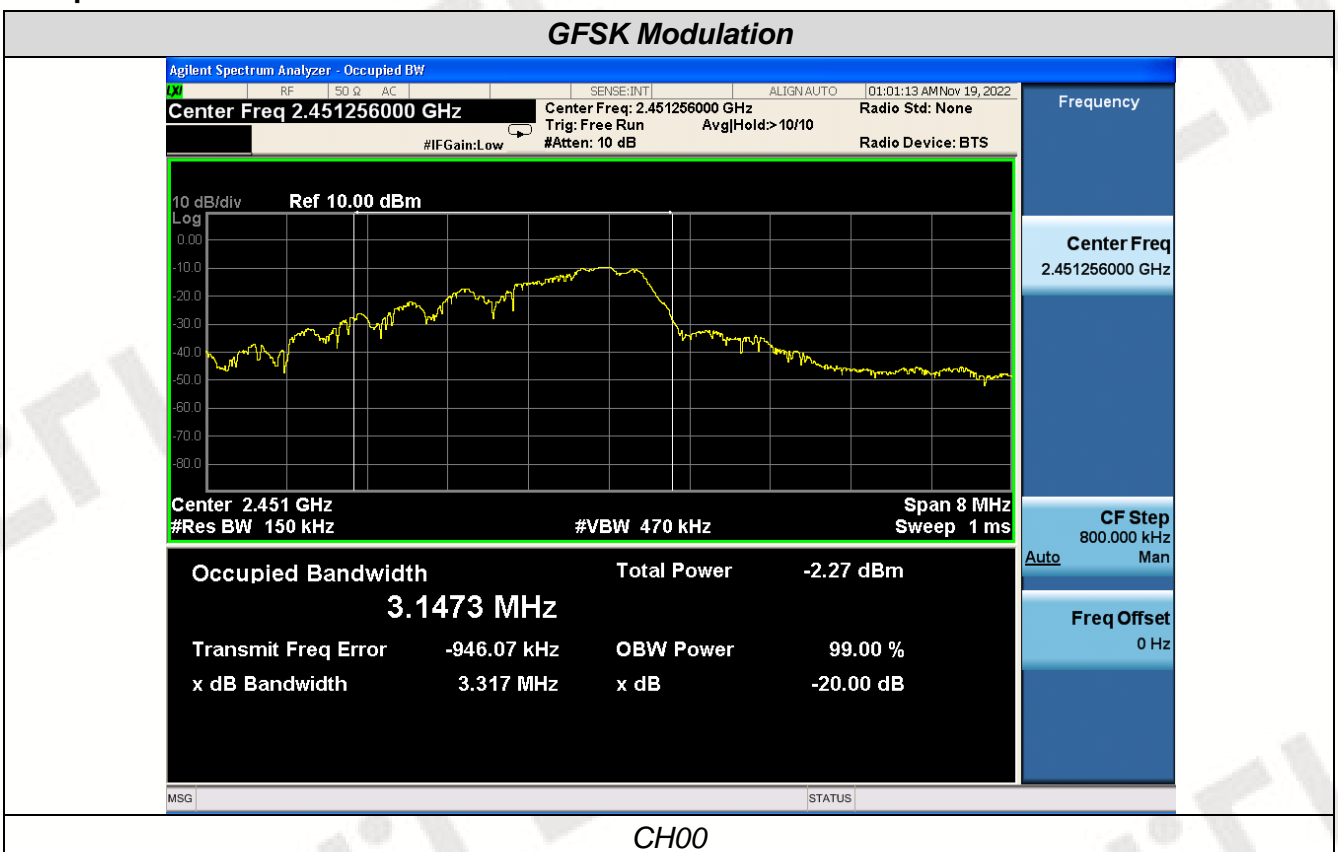 GFSK Modulation
Agilent Spectrum Analyzer - Occupied BW
LXI RF 50 Ω AC SENSE:INT ALIGN AUTO 01:01:13 AM Nov 19, 2022
Center Freq 2.451256000 GHz Center Freq: 2.451256000 GHz Radio Std: None
Trig: Free Run Avg|Hold:> 10/10
#IFGain:Low #Atten: 10 dB Radio Device: BTS
Frequency
10 dB/div Ref 10.00 dBm
Log
0.00
-10.0
-20.0
-30.0
-40.0
-50.0
-60.0
-70.0
-80.0
Center 2.451 GHz Span 8 MHz
#Res BW 150 kHz #VBW 470 kHz Sweep 1 ms
Center Freq
2.451256000 GHz
CF Step
800.000 kHz
Auto Man
Freq Offset
0 Hz
Occupied Bandwidth Total Power -2.27 dBm
3.1473 MHz
Transmit Freq Error -946.07 kHz OBW Power 99.00 %
x dB Bandwidth 3.317 MHz x dB -20.00 dB
MSG STATUS
CH00